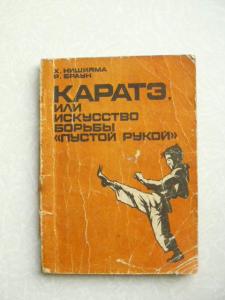 Х. НИШИЯМА
Р. БРАУН
КАРАТЭ,
ИЛИ
ИСКУССТВО
БОРЬБЫ
«ПУСТОЙ РУКОЙ»